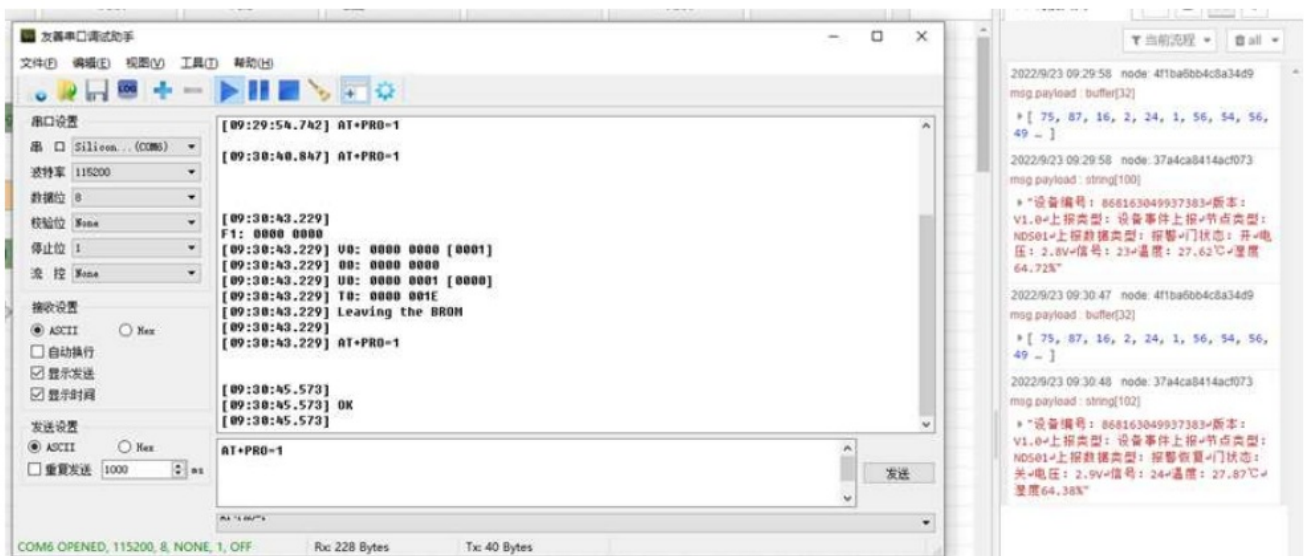 友善串口调试助手
文件(F) 编辑(E) 视图(V) 工具(T) 帮助(H)
LOG
串口设置
串 口 Silicon...(COM6)
波特率 115200
数据位 8
校验位 None
停止位 1
流 控 None
接收设置
ASCII Hex
自动换行
显示发送
显示时间
发送设置
ASCII Hex
重复发送 1000 ms
[09:29:54.742] AT+PRO=1
[09:30:40.847] AT+PRO=1
[09:30:43.229]
F1: 0000 0000
[09:30:43.229] V0: 0000 0000 [0001]
[09:30:43.229] 00: 0000 0000
[09:30:43.229] U0: 0000 0001 [0000]
[09:30:43.229] T0: 0000 001E
[09:30:43.229] Leaving the BROM
[09:30:43.229]
[09:30:43.229] AT+PRO=1
[09:30:45.573]
[09:30:45.573] OK
[09:30:45.573]
AT+PRO=1
发送
COM6 OPENED, 115200, 8, NONE, 1, OFF Rx: 228 Bytes Tx: 40 Bytes
当前流程 all
2022/9/23 09:29:58 node: 4f1ba6bb4c8a34d9
msg.payload : buffer[32]
[ 75, 87, 16, 2, 24, 1, 56, 54, 56,
49 … ]
2022/9/23 09:29:58 node: 37a4ca8414acf073
msg.payload : string[100]
"设备编号: 868163049937383↵版本:
V1.0↵上报类型: 设备事件上报↵节点类型:
NDS01↵上报数据类型: 报警↵门状态: 开↵电
压: 2.8V↵信号: 23↵温度: 27.62℃↵湿度
64.72%"
2022/9/23 09:30:47 node: 4f1ba6bb4c8a34d9
msg.payload : buffer[32]
[ 75, 87, 16, 2, 24, 1, 56, 54, 56,
49 … ]
2022/9/23 09:30:48 node: 37a4ca8414acf073
msg.payload : string[102]
"设备编号: 868163049937383↵版本:
V1.0↵上报类型: 设备事件上报↵节点类型:
NDS01↵上报数据类型: 报警恢复↵门状态:
关↵电压: 2.9V↵信号: 24↵温度: 27.87℃↵
湿度64.38%"